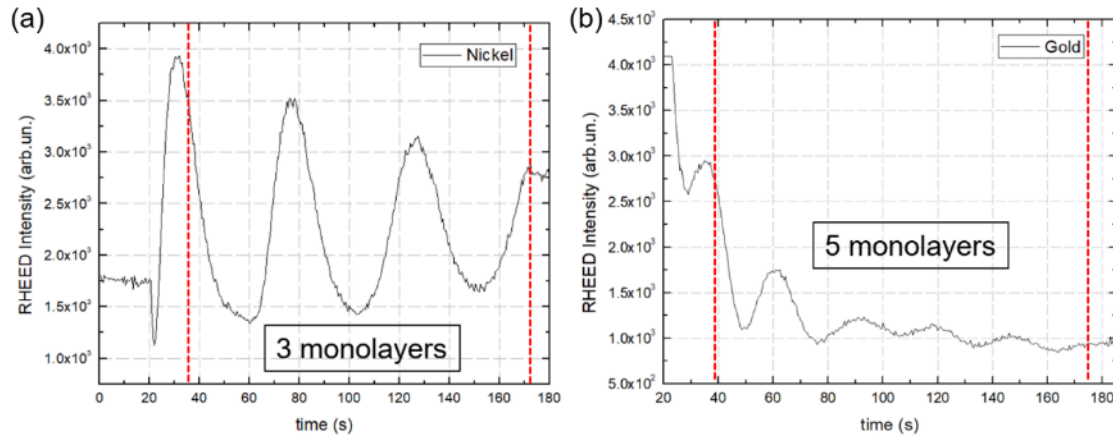 (a)
RHEED Intensity (arb.un.)
4.0x10³
3.5x10³
3.0x10³
2.5x10³
2.0x10³
1.5x10³
1.0x10³
Nickel
3 monolayers
0 20 40 60 80 100 120 140 160 180
time (s)
(b)
RHEED Intensity (arb.un.)
4.5x10³
4.0x10³
3.5x10³
3.0x10³
2.5x10³
2.0x10³
1.5x10³
1.0x10³
5.0x10²
Gold
5 monolayers
20 40 60 80 100 120 140 160 180
time (s)